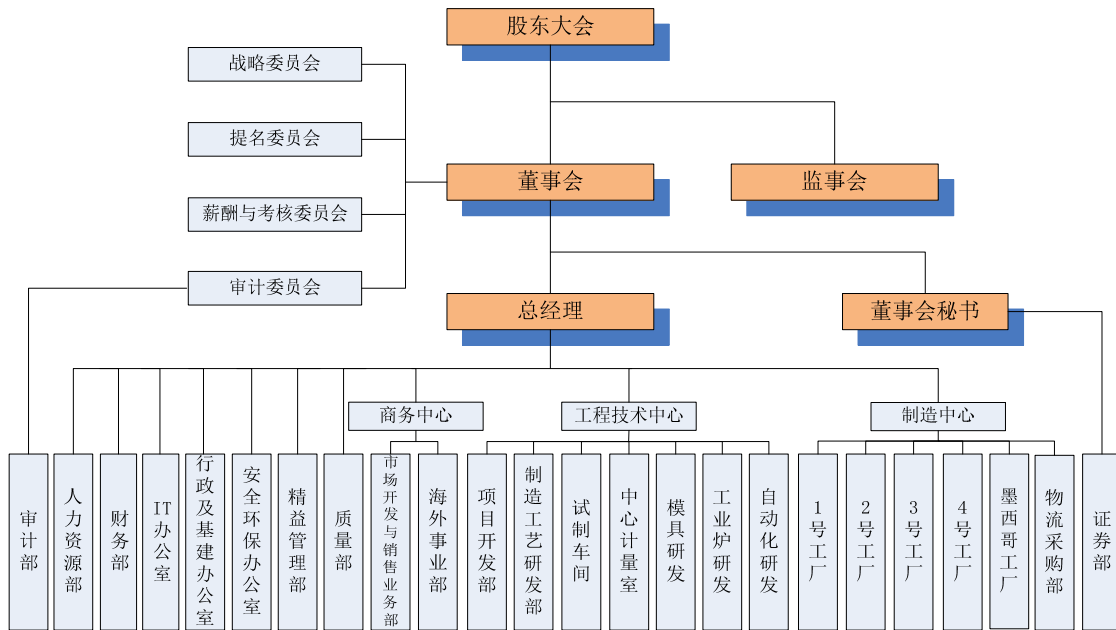 股东大会
战略委员会
提名委员会
董事会
监事会
薪酬与考核委员会
审计委员会
总经理
董事会秘书
商务中心
工程技术中心
制造中心
审计部
人力资源部
财务部
IT办公室
行政及基建办公室
安全环保办公室
精益管理部
质量部
市场开发与销售业务部
海外事业部
项目开发部
制造工艺研发部
试制车间
中心计量室
模具研发
工业炉研发
自动化研发
1号工厂
2号工厂
3号工厂
4号工厂
墨西哥工厂
物流采购部
证券部